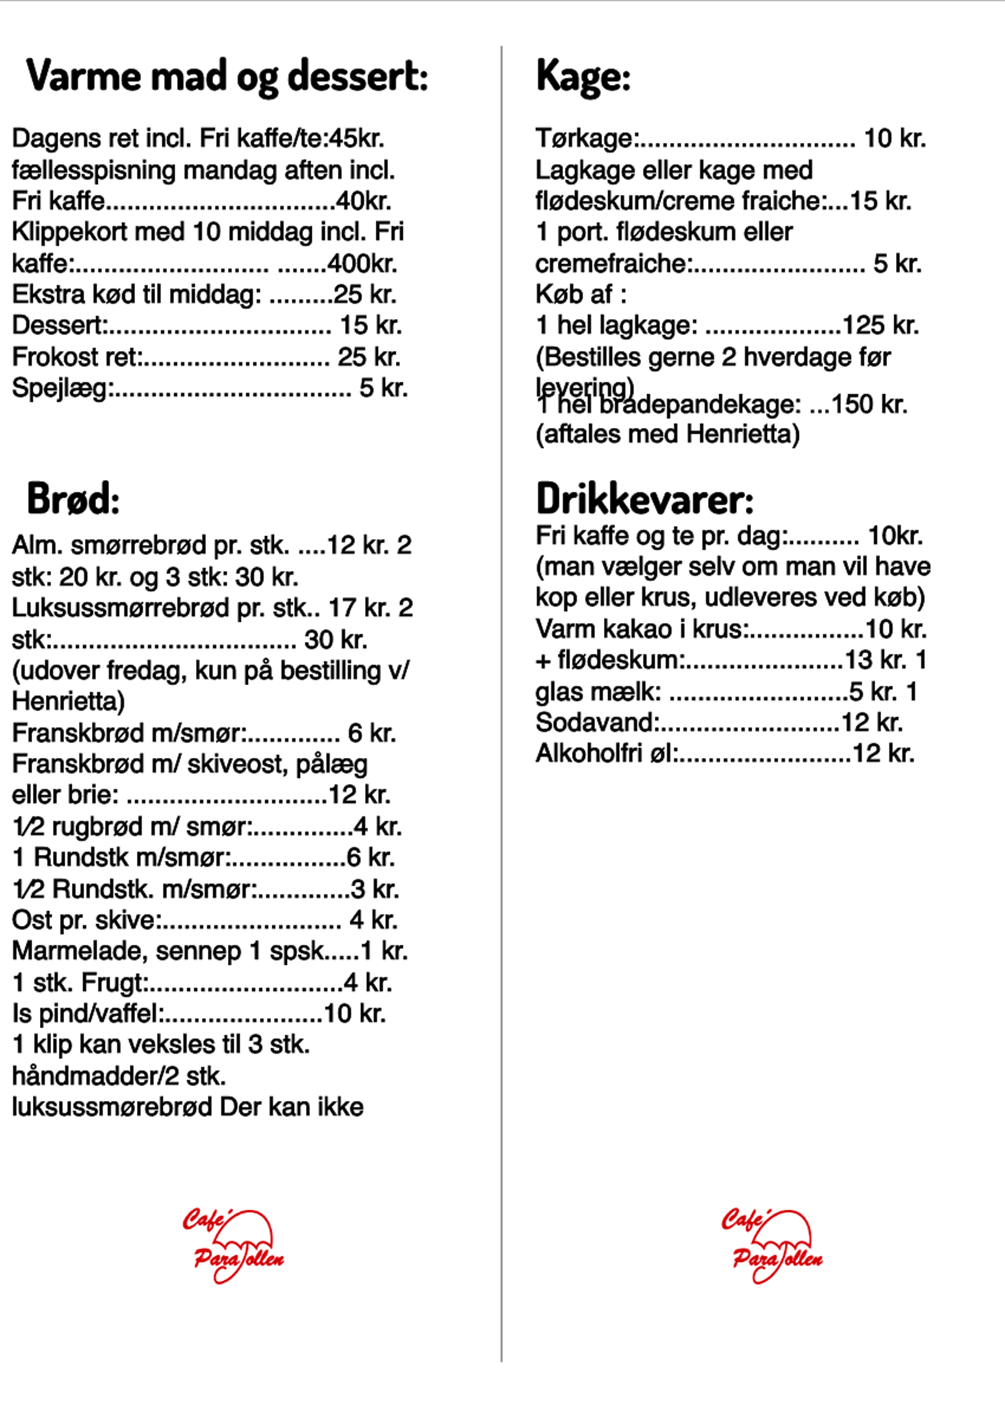 Varme mad og dessert:
Dagens ret incl. Fri kaffe/te:45kr.
fællesspisning mandag aften incl.
Fri kaffe................................40kr.
Klippekort med 10 middag incl. Fri
kaffe:........................... .......400kr.
Ekstra kød til middag: .........25 kr.
Dessert:............................... 15 kr.
Frokost ret:.......................... 25 kr.
Spejlæg:................................. 5 kr.
Brød:
Alm. smørrebrød pr. stk. ....12 kr. 2
stk: 20 kr. og 3 stk: 30 kr.
Luksussmørrebrød pr. stk.. 17 kr. 2
stk:.................................. 30 kr.
(udover fredag, kun på bestilling v/
Henrietta)
Franskbrød m/smør:............. 6 kr.
Franskbrød m/ skiveost, pålæg
eller brie: ............................12 kr.
1⁄2 rugbrød m/ smør:..............4 kr.
1 Rundstk m/smør:................6 kr.
1⁄2 Rundstk. m/smør:.............3 kr.
Ost pr. skive:......................... 4 kr.
Marmelade, sennep 1 spsk.....1 kr.
1 stk. Frugt:...........................4 kr.
Is pind/vaffel:......................10 kr.
1 klip kan veksles til 3 stk.
håndmadder/2 stk.
luksussmørebrød Der kan ikke
Café
ParaJollen
Kage:
Tørkage:.............................. 10 kr.
Lagkage eller kage med
flødeskum/creme fraiche:...15 kr.
1 port. flødeskum eller
cremefraiche:........................ 5 kr.
Køb af :
1 hel lagkage: ...................125 kr.
(Bestilles gerne 2 hverdage før
levering)
1 hel bradepandekage: ...150 kr.
(aftales med Henrietta)
Drikkevarer:
Fri kaffe og te pr. dag:.......... 10kr.
(man vælger selv om man vil have
kop eller krus, udleveres ved køb)
Varm kakao i krus:................10 kr.
+ flødeskum:......................13 kr. 1
glas mælk: .........................5 kr. 1
Sodavand:.........................12 kr.
Alkoholfri øl:........................12 kr.
Café
ParaJollen